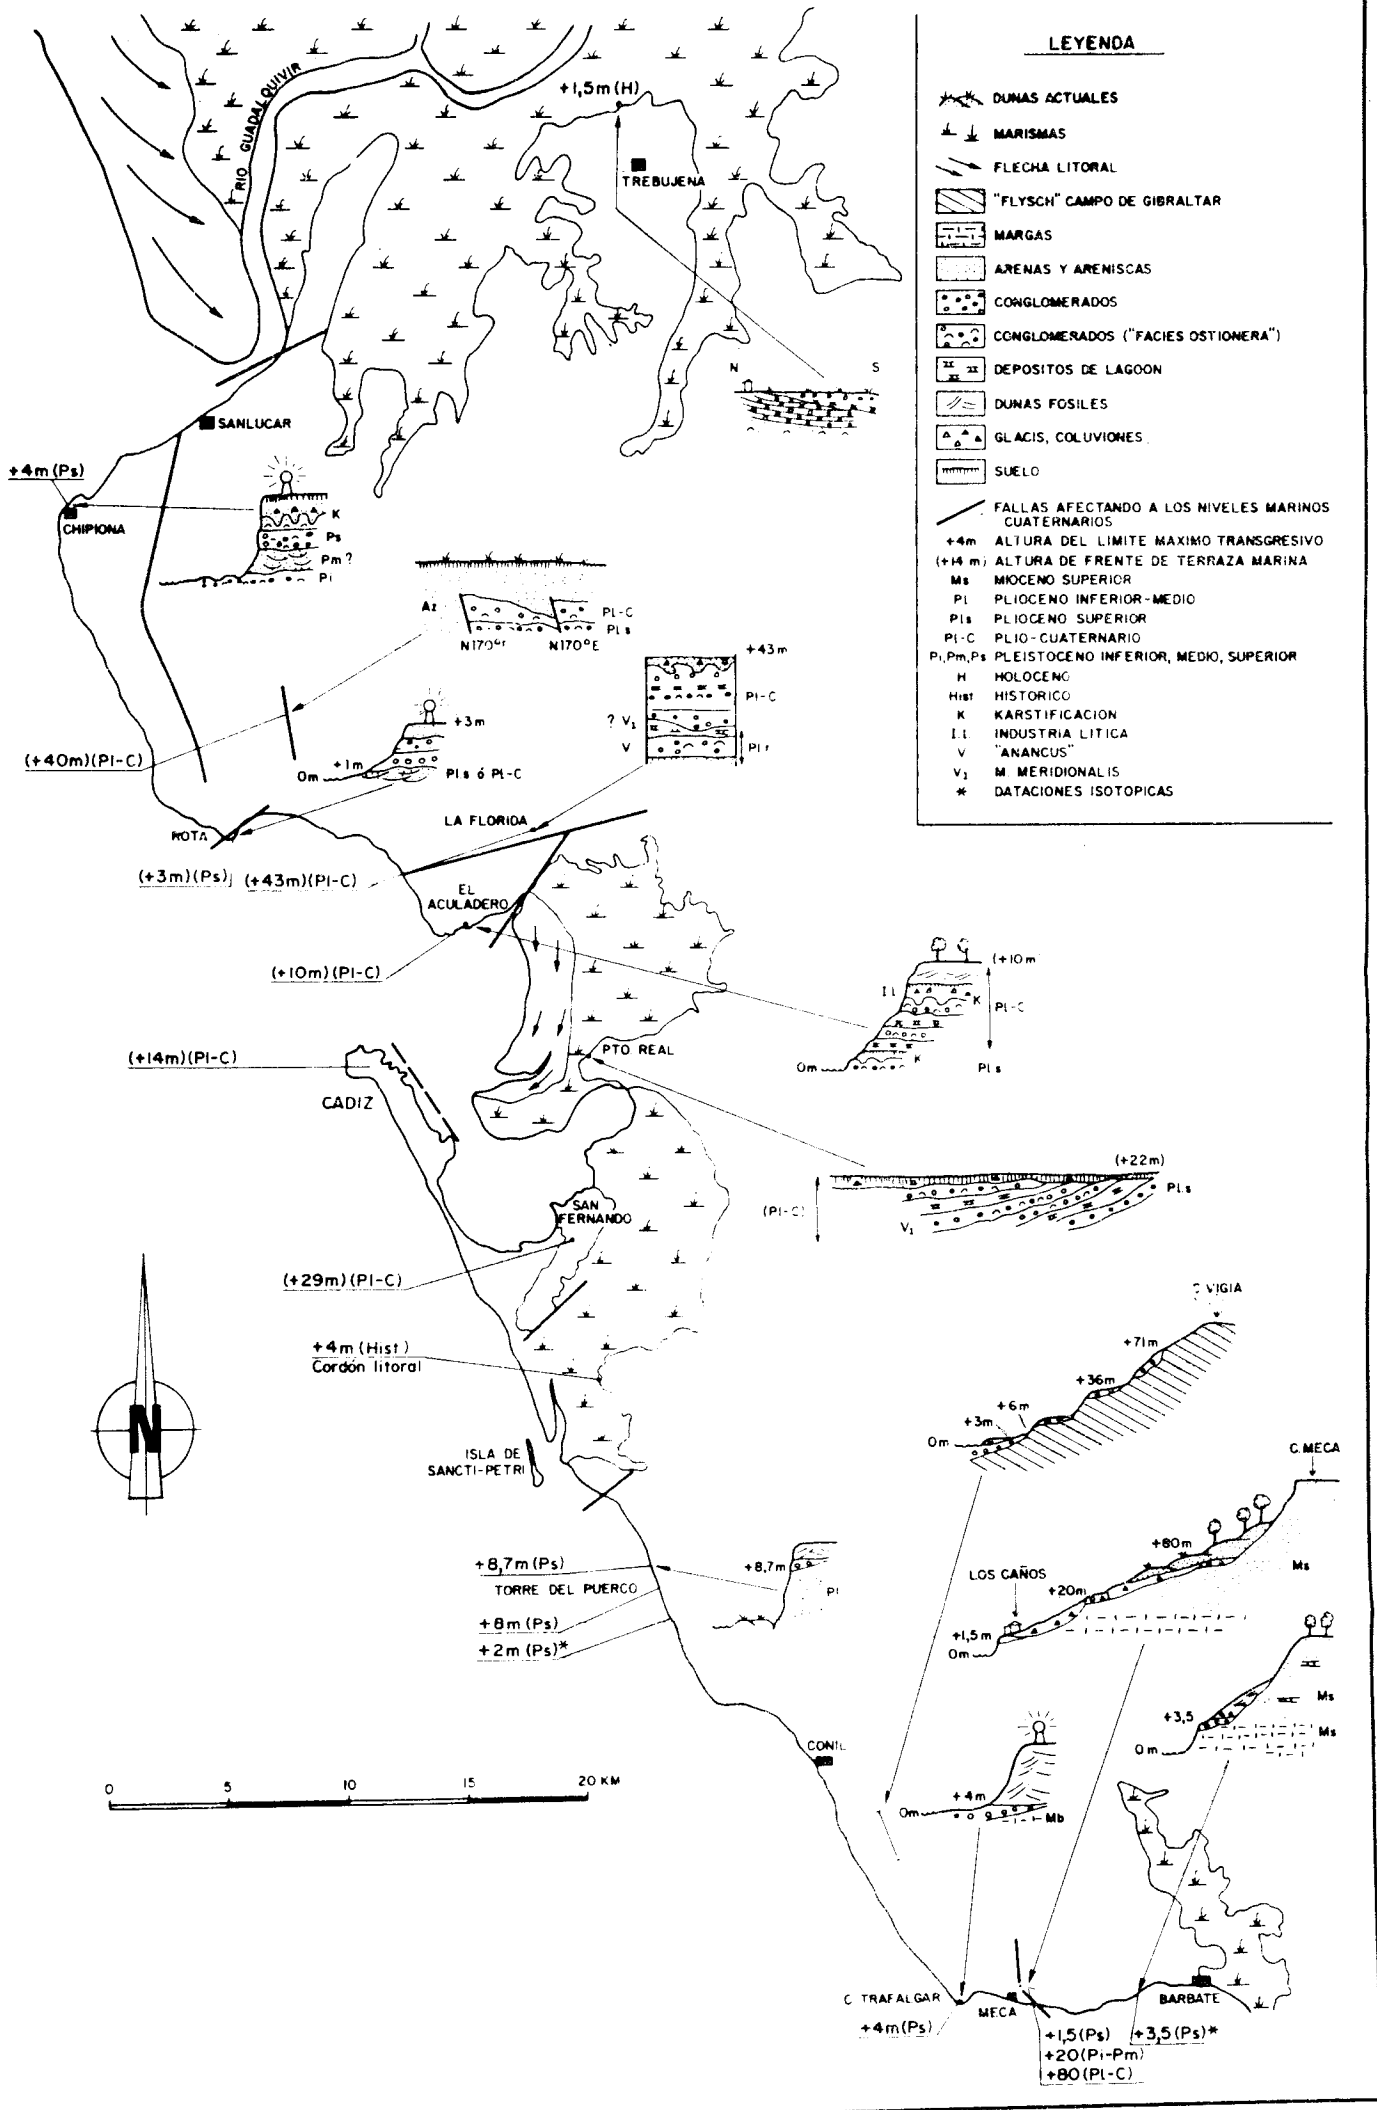 LEYENDA
DUNAS ACTUALES
MARISMAS
FLECHA LITORAL
"FLYSCH" CAMPO DE GIBRALTAR
MARGAS
ARENAS Y ARENISCAS
CONGLOMERADOS
CONGLOMERADOS ("FACIES OSTIONERA")
DEPOSITOS DE LAGOON
DUNAS FOSILES
GLACIS, COLUVIONES
SUELO
FALLAS AFECTANDO A LOS NIVELES MARINOS
CUATERNARIOS
+4m ALTURA DEL LIMITE MAXIMO TRANSGRESIVO
(+14 m) ALTURA DE FRENTE DE TERRAZA MARINA
Ms MIOCENO SUPERIOR
Pl PLIOCENO INFERIOR-MEDIO
Pls PLIOCENO SUPERIOR
Pl-C PLIO-CUATERNARIO
Pi,Pm,Ps PLEISTOCENO INFERIOR, MEDIO, SUPERIOR
H HOLOCENO
Hist HISTORICO
K KARSTIFICACION
I.I. INDUSTRIA LITICA
V "ANANCUS"
V₁ M. MERIDIONALIS
* DATACIONES ISOTOPICAS
RIO GUADALQUIVIR
+1,5m (H)
TREBUJENA
N S
SANLUCAR
+4m (Ps)
CHIPIONA
K
Ps
Pm?
Pi
Az
Pl-C
Pl.s
N170ºE
+43m
Pl-C
? V₁
V
(+40m)(Pl-C)
+3m
+1m
0m
Pl.s ó Pl-C
ROTA
LA FLORIDA
(+3m)(Ps)
(+43m)(Pl-C)
EL
ACULADERO
(+10m)(Pl-C)
(+10m)
I.I
K
Pl-C
K
0m
Pl.s
(+14m)(Pl-C)
PTO REAL
CADIZ
(+22m)
(Pl-C)
Pl.s
V₁
SAN
FERNANDO
(+29m)(Pl-C)
VIGIA
+71m
+36m
+6m
+3m
0m
+4m (Hist)
Cordón litoral
N
ISLA DE
SANCTI-PETRI
C. MECA
+80m
Ms
LOS CAÑOS
+20m
+1,5m
0m
+8,7m (Ps)
+8,7m
Pl
TORRE DEL PUERCO
+8m (Ps)
+2m (Ps)*
Ms
+3,5
Ms
0m
CONIL
0 5 10 15 20 KM
+4m
0m
Mb
C. TRAFALGAR
MECA
BARBATE
+4m (Ps)
+1,5 (Ps)
+3,5 (Ps)*
+20 (Pi-Pm)
+80 (Pl-C)